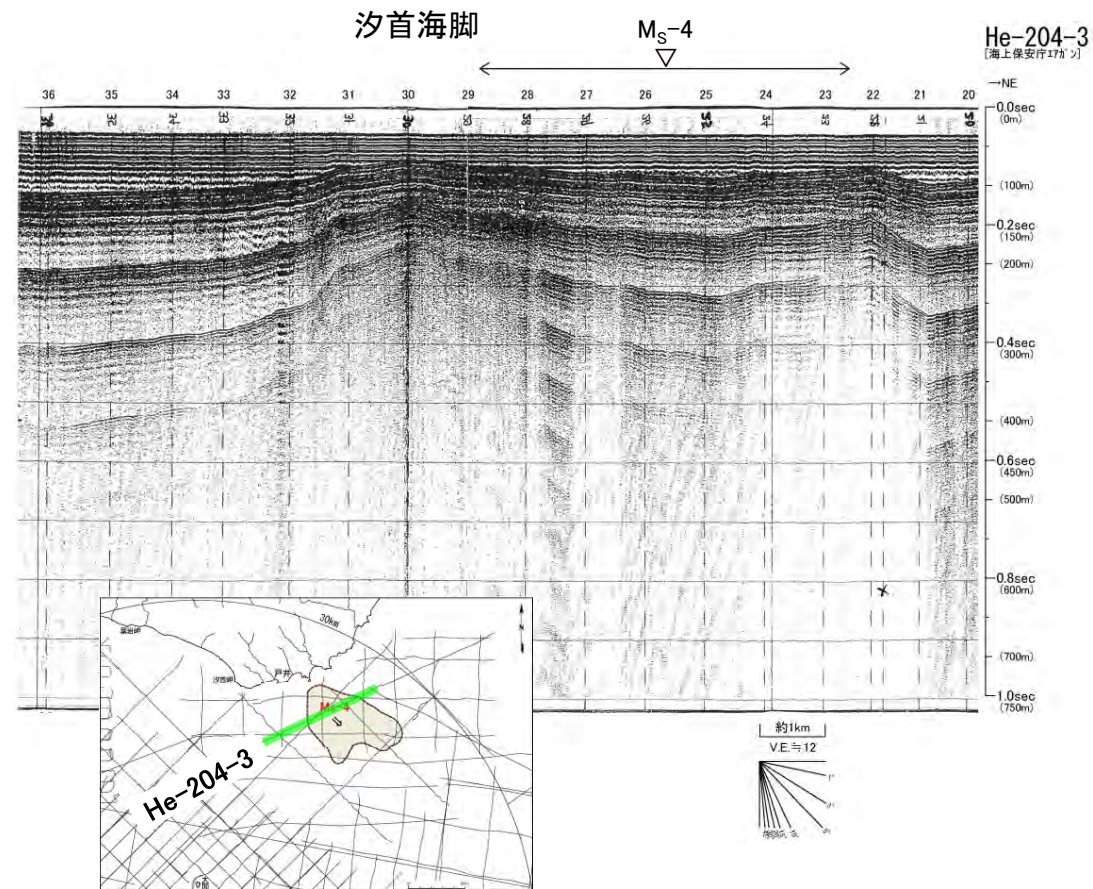 汐首海脚
Ms-4
▽
He-204-3
[海上保安庁エアガン]
→NE
36 35 34 33 32 31 30 29 28 27 26 25 24 23 22 21 20
0.0sec
(0m)
(100m)
0.2sec
(150m)
(200m)
0.4sec
(300m)
(400m)
0.6sec
(450m)
(500m)
0.8sec
(600m)
(700m)
1.0sec
(750m)
約1km
V.E.≒12
30km
N
汐首岬
戸井
Ms-4
He-204-3